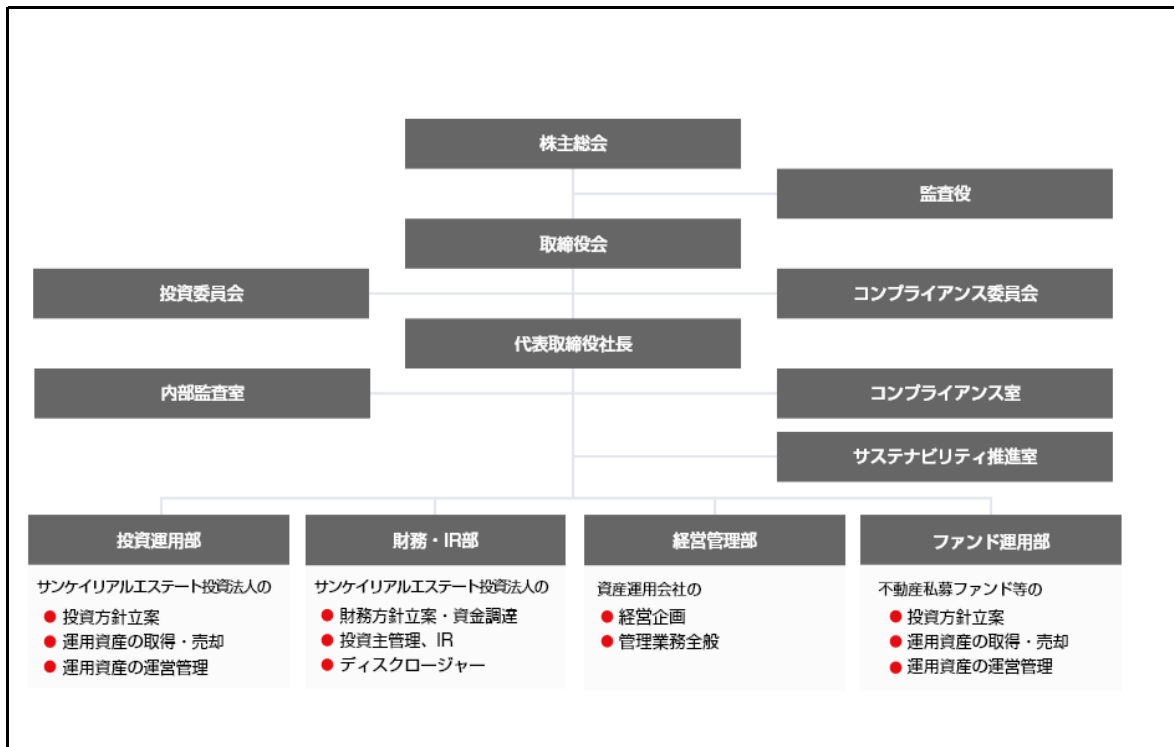 株主総会
監査役
取締役会
投資委員会
コンプライアンス委員会
代表取締役社長
内部監査室
コンプライアンス室
サステナビリティ推進室
投資運用部
サンケイリアルエステート投資法人の
投資方針立案
運用資産の取得・売却
運用資産の運営管理
財務・IR部
サンケイリアルエステート投資法人の
財務方針立案・資金調達
投資主管理、IR
ディスクロージャー
経営管理部
資産運用会社の
経営企画
管理業務全般
ファンド運用部
不動産私募ファンド等の
投資方針立案
運用資産の取得・売却
運用資産の運営管理